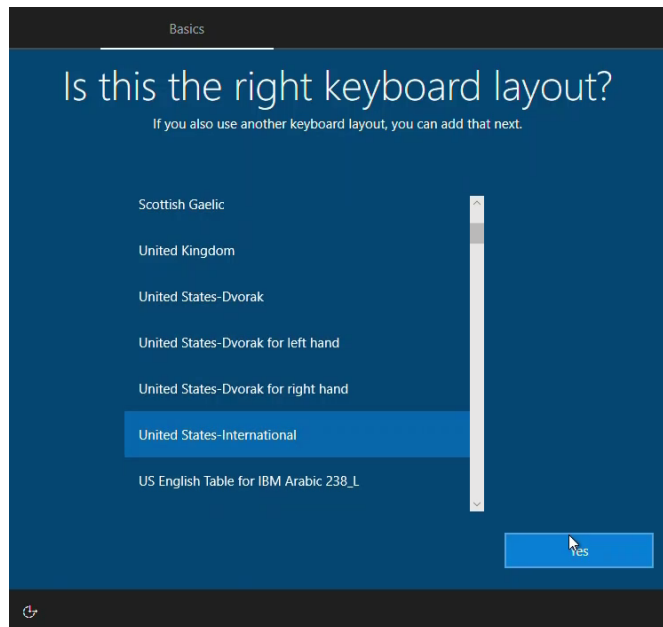 Basics
Is this the right keyboard layout?
If you also use another keyboard layout, you can add that next.
Scottish Gaelic
United Kingdom
United States-Dvorak
United States-Dvorak for left hand
United States-Dvorak for right hand
United States-International
US English Table for IBM Arabic 238_L
Yes